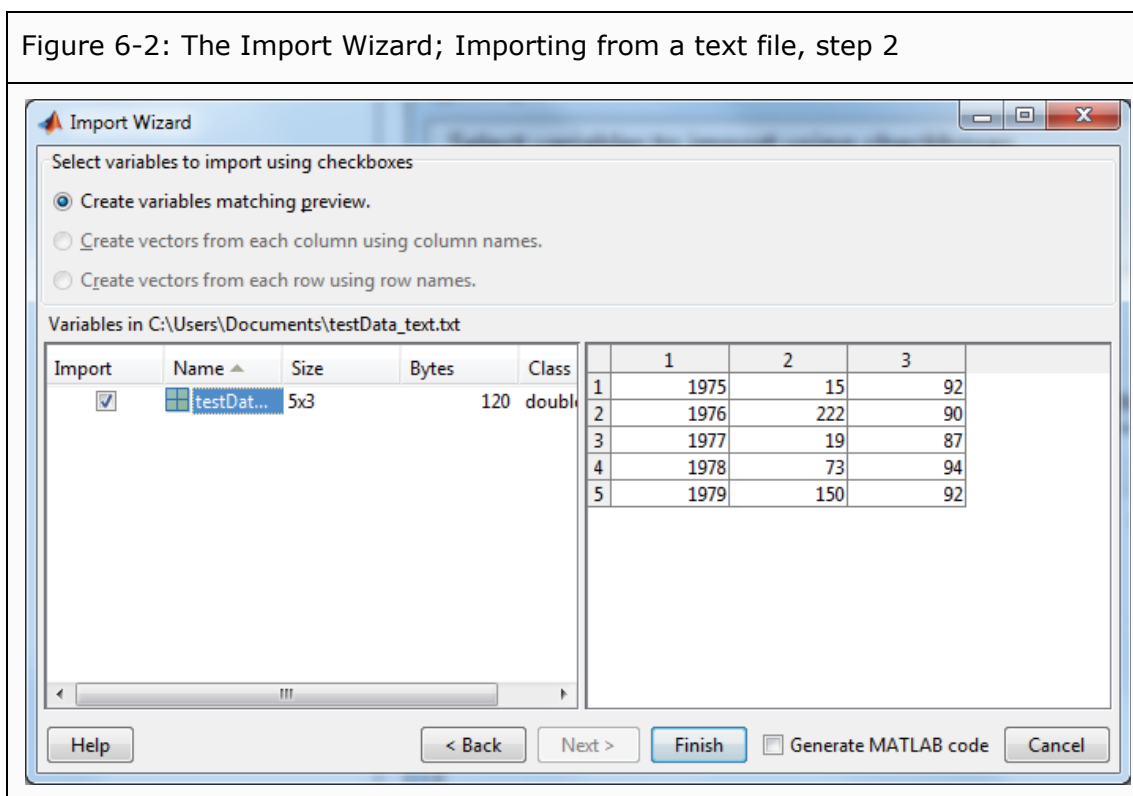 Figure 6-2: The Import Wizard; Importing from a text file, step 2
Import Wizard
Select variables to import using checkboxes
Create variables matching preview.
Create vectors from each column using column names.
Create vectors from each row using row names.
Variables in C:\Users\Documents\testData_text.txt
Import Name Size Bytes Class
testDat... 5x3 120 double
1 2 3
1 1975 15 92
2 1976 222 90
3 1977 19 87
4 1978 73 94
5 1979 150 92
Help < Back Next > Finish Generate MATLAB code Cancel